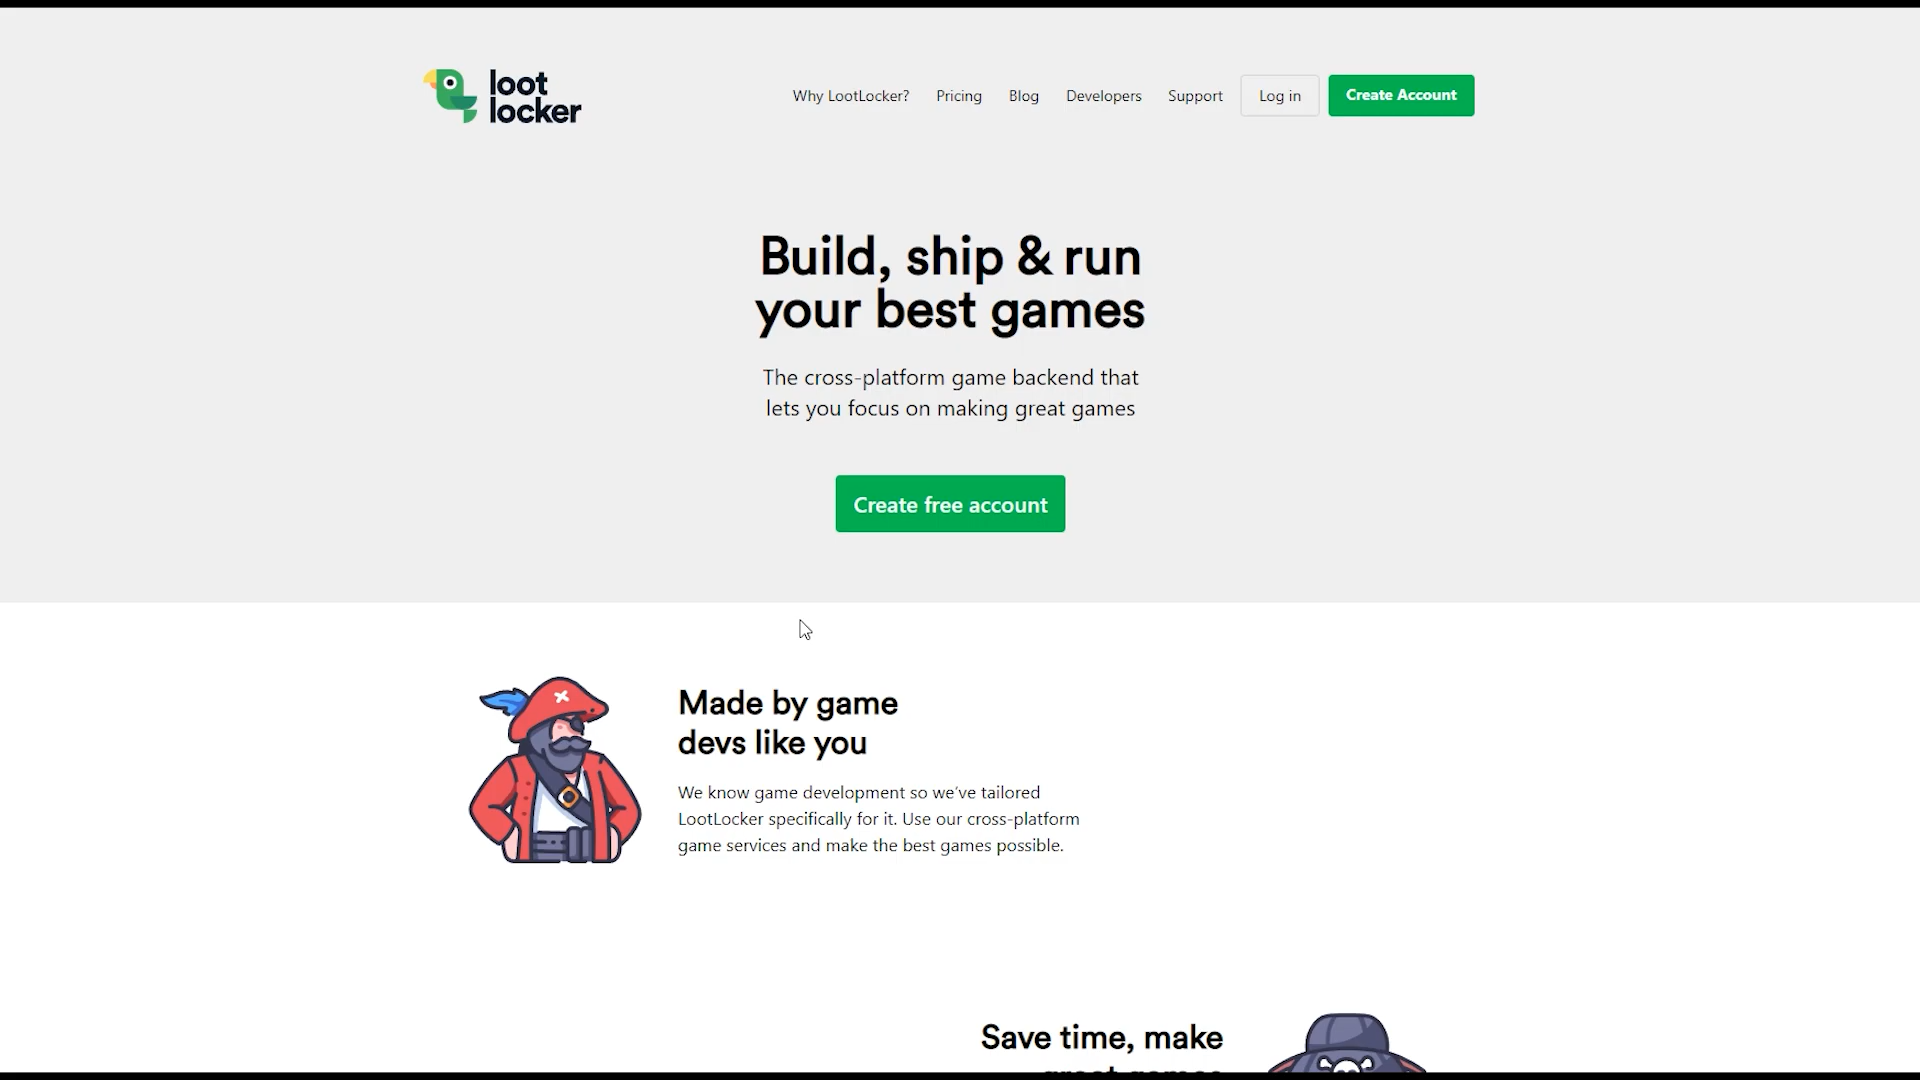 loot
locker
Why LootLocker? Pricing Blog Developers Support Log in Create Account
Build, ship & run
your best games
The cross-platform game backend that
lets you focus on making great games
Create free account
Made by game
devs like you
We know game development so we've tailored
LootLocker specifically for it. Use our cross-platform
game services and make the best games possible.
Save time, make
great games